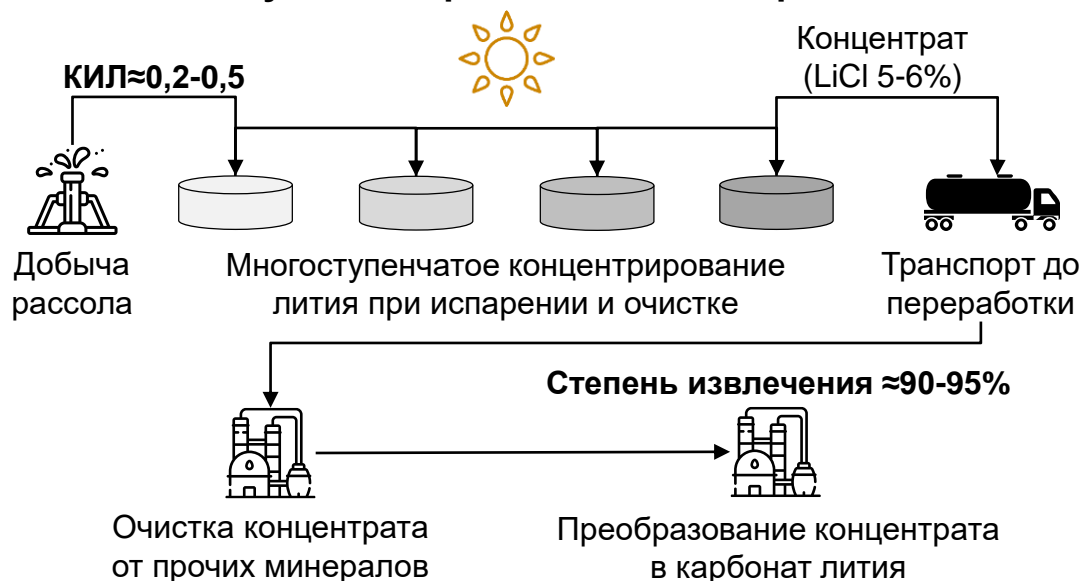 КИЛ≈0,2-0,5
Концентрат
(LiCl 5-6%)
Добыча
рассола
Многоступенчатое концентрирование
лития при испарении и очистке
Транспорт до
переработки
Степень извлечения ≈90-95%
Очистка концентрата
от прочих минералов
Преобразование концентрата
в карбонат лития